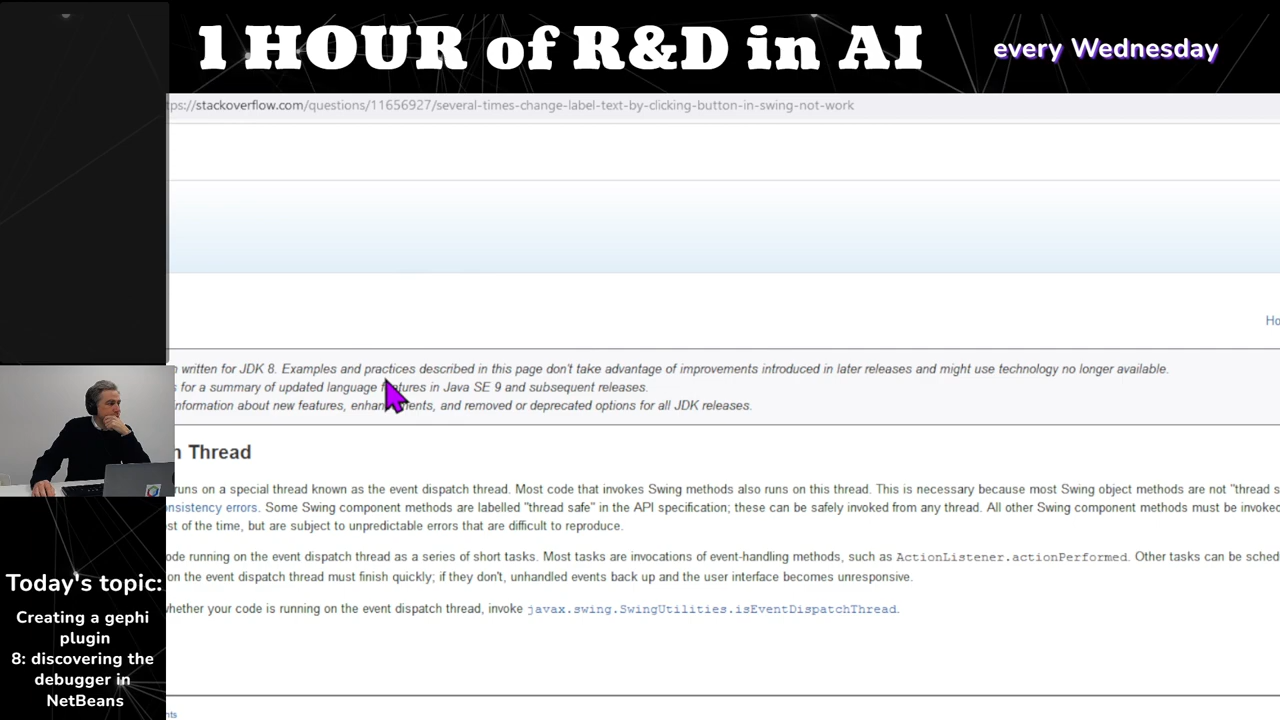 1 HOUR of R&D in AI
every Wednesday
tps://stackoverflow.com/questions/11656927/several-times-change-label-text-by-clicking-button-in-swing-not-work
written for JDK 8. Examples and practices described in this page don't take advantage of improvements introduced in later releases and might use technology no longer available.
for a summary of updated language features in Java SE 9 and subsequent releases.
nformation about new features, enhancements, and removed or deprecated options for all JDK releases.
Thread
runs on a special thread known as the event dispatch thread. Most code that invokes Swing methods also runs on this thread. This is necessary because most Swing object methods are not "thread s
nsistency errors. Some Swing component methods are labelled "thread safe" in the API specification; these can be safely invoked from any thread. All other Swing component methods must be invoke
st of the time, but are subject to unpredictable errors that are difficult to reproduce.
ode running on the event dispatch thread as a series of short tasks. Most tasks are invocations of event-handling methods, such as ActionListener.actionPerformed. Other tasks can be sched
on the event dispatch thread must finish quickly; if they don't, unhandled events back up and the user interface becomes unresponsive.
whether your code is running on the event dispatch thread, invoke javax.swing.SwingUtilities.isEventDispatchThread.
Today's topic:
Creating a gephi
plugin
8: discovering the
debugger in
NetBeans